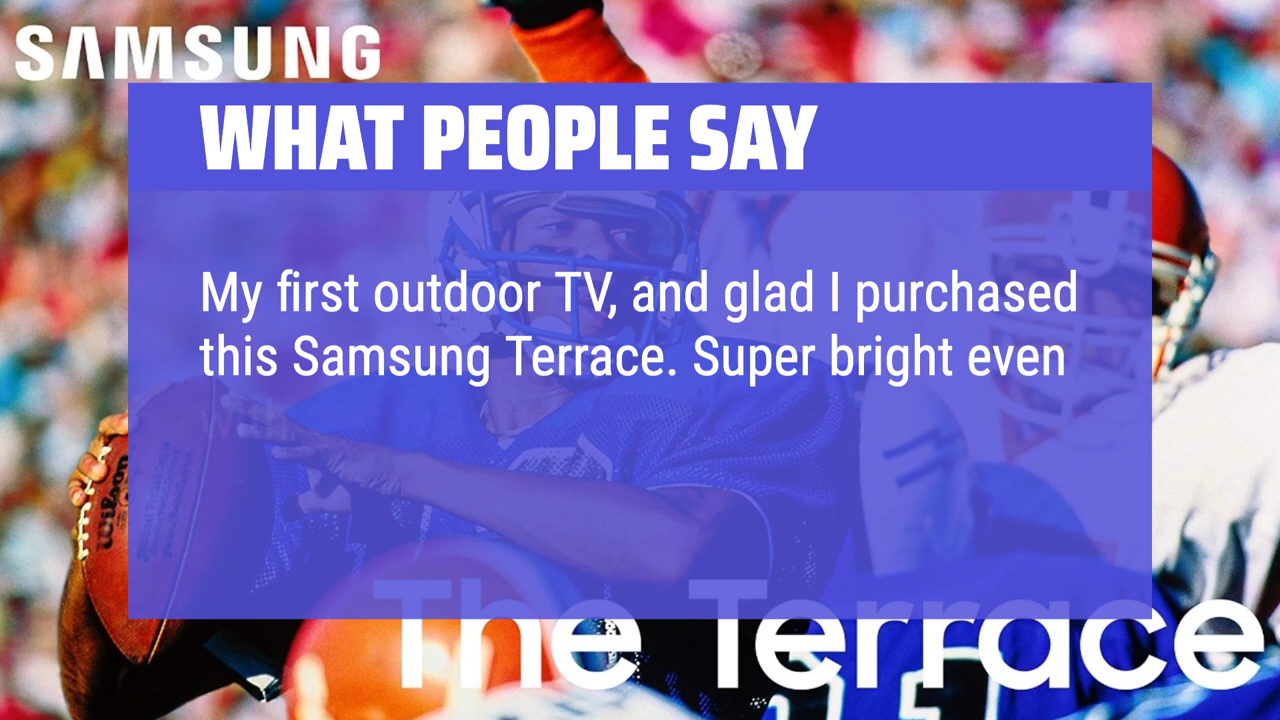 SAMSUNG
WHAT PEOPLE SAY
My first outdoor TV, and glad I purchased
this Samsung Terrace. Super bright even
Wilson
The Terrace